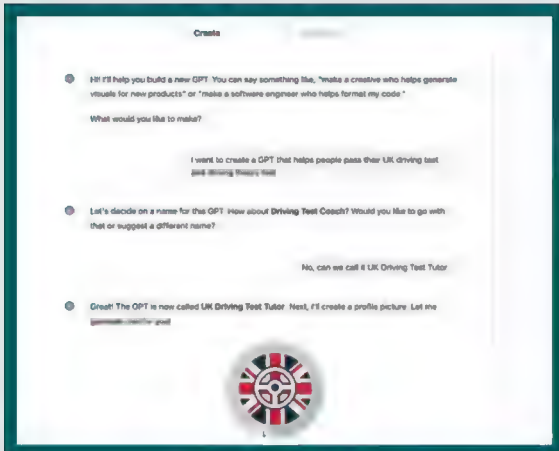 Create
Hi! I'll help you build a new GPT. You can say something like, "make a creative who helps generate
visuals for new products" or "make a software engineer who helps format my code."
What would you like to make?
I want to create a GPT that helps people pass their UK driving test
Let's decide on a name for this GPT. How about Driving Test Coach? Would you like to go with
that or suggest a different name?
No, can we call it UK Driving Test Tutor
Great! The GPT is now called UK Driving Test Tutor. Next, I'll create a profile picture. Let me